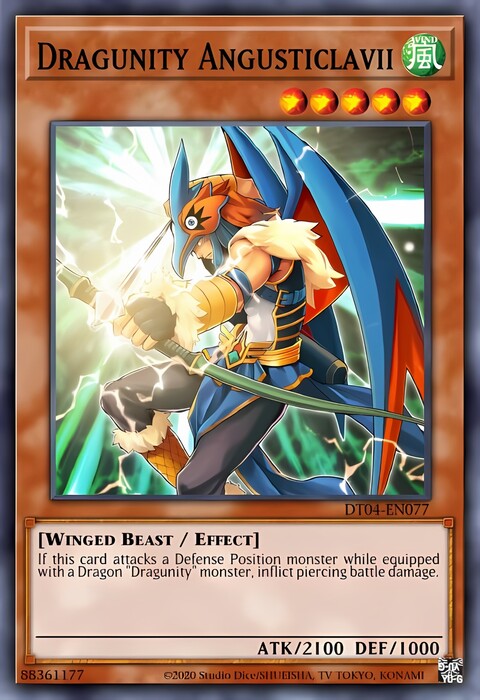 Dragunity Angusticlavii
WIND
風
DT04-EN077
[Winged Beast / Effect]
If this card attacks a Defense Position monster while equipped
with a Dragon "Dragunity" monster, inflict piercing battle damage.
ATK/2100 DEF/1000
88361177
©2020 Studio Dice/SHUEISHA, TV TOKYO, KONAMI